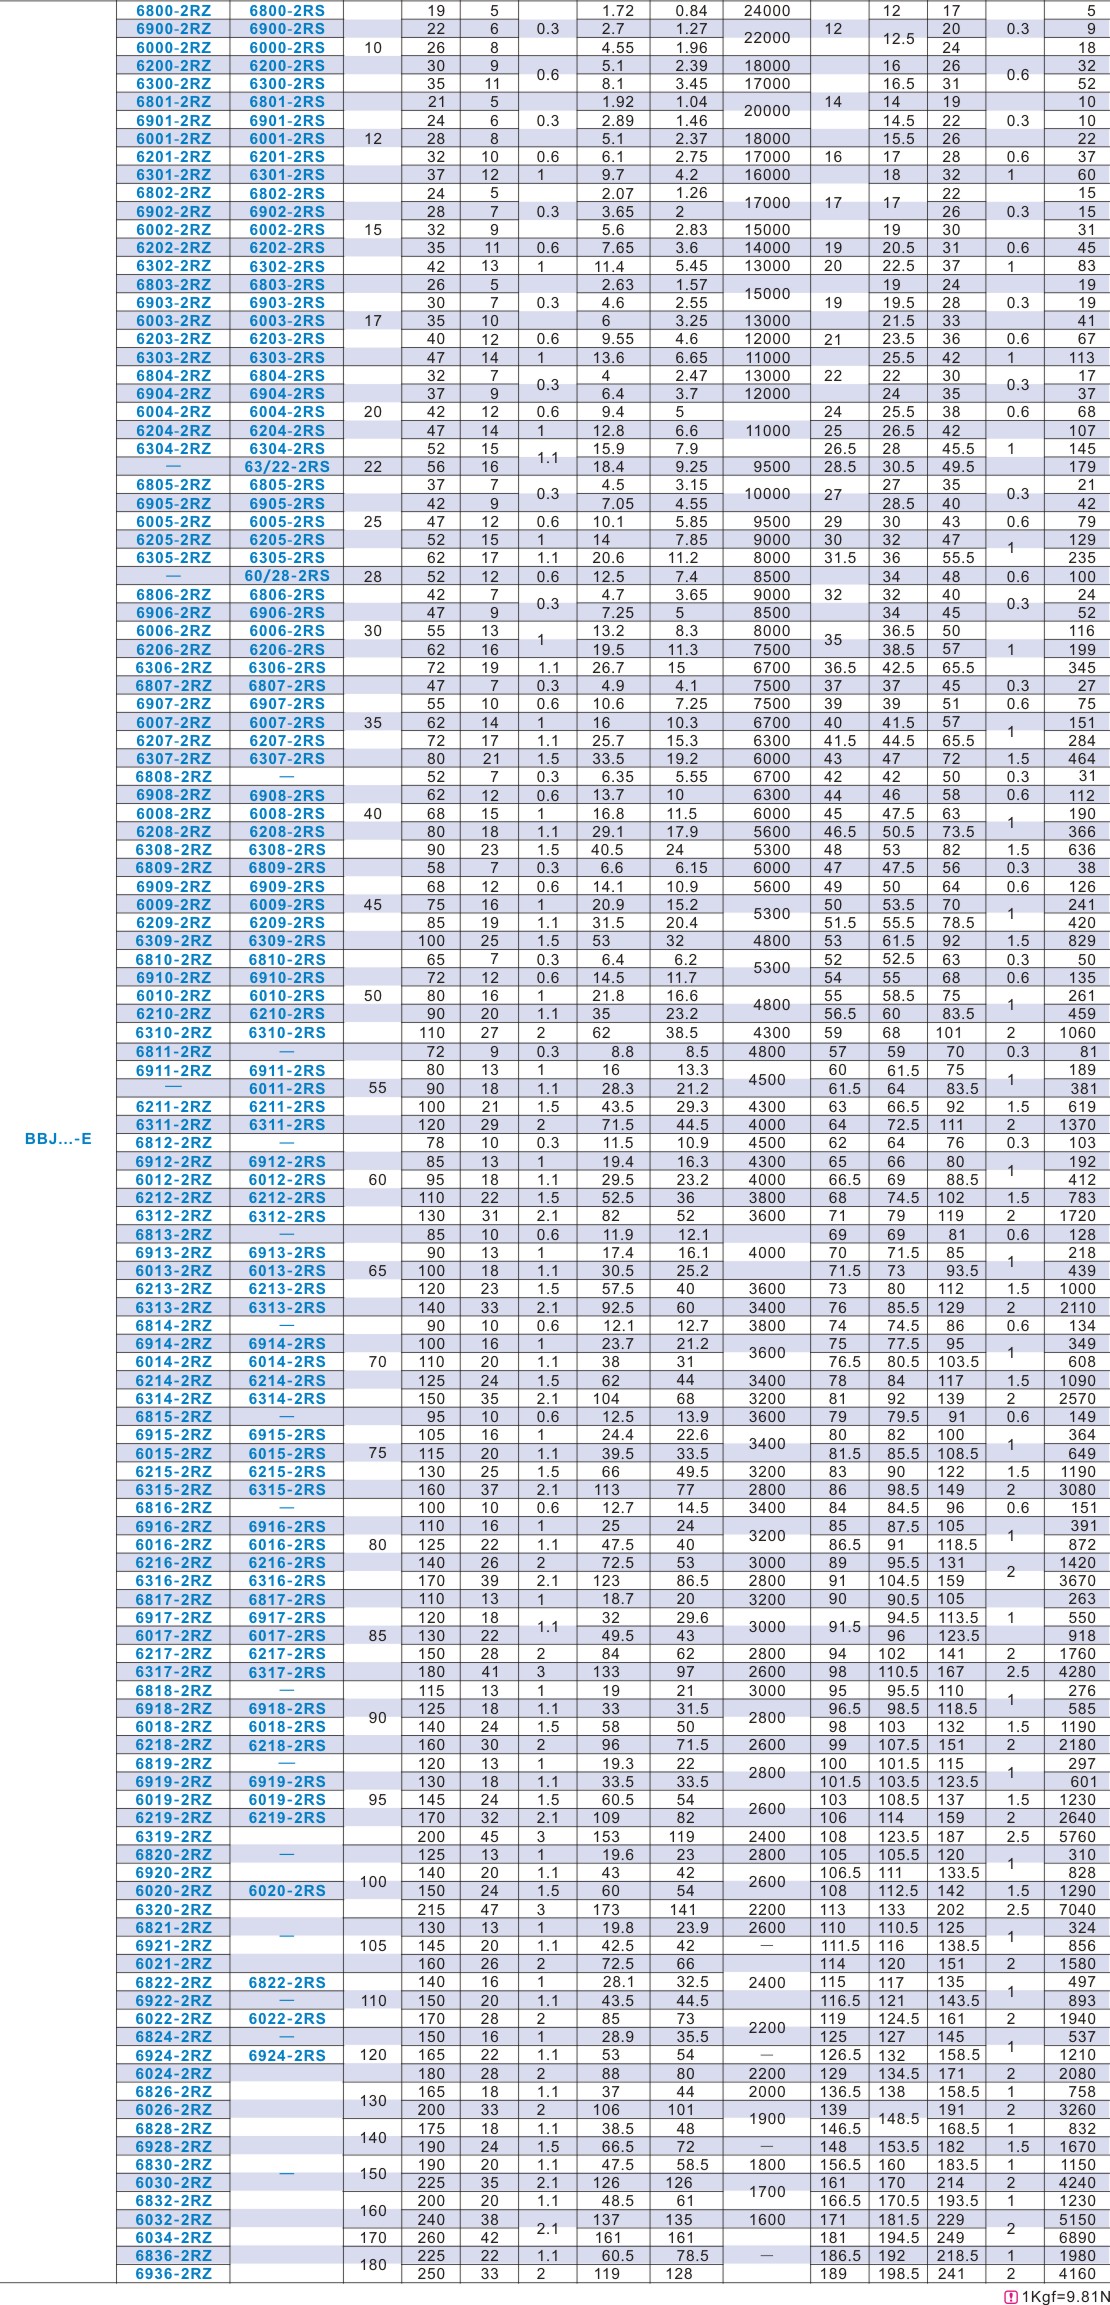 6800-2RZ 6800-2RS 19 5 1.72 0.84 24000 12 17 5
6900-2RZ 6900-2RS 22 6 0.3 2.7 1.27 22000 12 12.5 20 0.3 9
6000-2RZ 6000-2RS 10 26 8 4.55 1.96 24 18
6200-2RZ 6200-2RS 30 9 0.6 5.1 2.39 18000 16 26 0.6 32
6300-2RZ 6300-2RS 35 11 8.1 3.45 17000 16.5 31 52
6801-2RZ 6801-2RS 21 5 1.92 1.04 20000 14 14 19 10
6901-2RZ 6901-2RS 24 6 0.3 2.89 1.46 14.5 22 0.3 10
6001-2RZ 6001-2RS 12 28 8 5.1 2.37 18000 15.5 26 22
6201-2RZ 6201-2RS 32 10 0.6 6.1 2.75 17000 16 17 28 0.6 37
6301-2RZ 6301-2RS 37 12 1 9.7 4.2 16000 18 32 1 60
6802-2RZ 6802-2RS 24 5 2.07 1.26 17000 17 17 22 15
6902-2RZ 6902-2RS 28 7 0.3 3.65 2 26 0.3 15
6002-2RZ 6002-2RS 15 32 9 5.6 2.83 15000 19 30 31
6202-2RZ 6202-2RS 35 11 0.6 7.65 3.6 14000 19 20.5 31 0.6 45
6302-2RZ 6302-2RS 42 13 1 11.4 5.45 13000 20 22.5 37 1 83
6803-2RZ 6803-2RS 26 5 2.63 1.57 15000 19 24 19
6903-2RZ 6903-2RS 30 7 0.3 4.6 2.55 19 19.5 28 0.3 19
6003-2RZ 6003-2RS 17 35 10 6 3.25 13000 21.5 33 41
6203-2RZ 6203-2RS 40 12 0.6 9.55 4.6 12000 21 23.5 36 0.6 67
6303-2RZ 6303-2RS 47 14 1 13.6 6.65 11000 25.5 42 1 113
6804-2RZ 6804-2RS 32 7 0.3 4 2.47 13000 22 22 30 0.3 17
6904-2RZ 6904-2RS 37 9 6.4 3.7 12000 24 35 37
6004-2RZ 6004-2RS 20 42 12 0.6 9.4 5 24 25.5 38 0.6 68
6204-2RZ 6204-2RS 47 14 1 12.8 6.6 11000 25 26.5 42 107
6304-2RZ 6304-2RS 52 15 1.1 15.9 7.9 26.5 28 45.5 1 145
— 63/22-2RS 22 56 16 18.4 9.25 9500 28.5 30.5 49.5 179
6805-2RZ 6805-2RS 37 7 0.3 4.5 3.15 10000 27 27 35 0.3 21
6905-2RZ 6905-2RS 42 9 7.05 4.55 28.5 40 42
6005-2RZ 6005-2RS 25 47 12 0.6 10.1 5.85 9500 29 30 43 0.6 79
6205-2RZ 6205-2RS 52 15 1 14 7.85 9000 30 32 47 1 129
6305-2RZ 6305-2RS 62 17 1.1 20.6 11.2 8000 31.5 36 55.5 235
— 60/28-2RS 28 52 12 0.6 12.5 7.4 8500 34 48 0.6 100
6806-2RZ 6806-2RS 42 7 0.3 4.7 3.65 9000 32 32 40 0.3 24
6906-2RZ 6906-2RS 47 9 7.25 5 8500 34 45 52
6006-2RZ 6006-2RS 30 55 13 1 13.2 8.3 8000 35 36.5 50 116
6206-2RZ 6206-2RS 62 16 19.5 11.3 7500 38.5 57 1 199
6306-2RZ 6306-2RS 72 19 1.1 26.7 15 6700 36.5 42.5 65.5 345
6807-2RZ 6807-2RS 47 7 0.3 4.9 4.1 7500 37 37 45 0.3 27
6907-2RZ 6907-2RS 55 10 0.6 10.6 7.25 7500 39 39 51 0.6 75
6007-2RZ 6007-2RS 35 62 14 1 16 10.3 6700 40 41.5 57 1 151
6207-2RZ 6207-2RS 72 17 1.1 25.7 15.3 6300 41.5 44.5 65.5 284
6307-2RZ 6307-2RS 80 21 1.5 33.5 19.2 6000 43 47 72 1.5 464
6808-2RZ — 52 7 0.3 6.35 5.55 6700 42 42 50 0.3 31
6908-2RZ 6908-2RS 62 12 0.6 13.7 10 6300 44 46 58 0.6 112
6008-2RZ 6008-2RS 40 68 15 1 16.8 11.5 6000 45 47.5 63 1 190
6208-2RZ 6208-2RS 80 18 1.1 29.1 17.9 5600 46.5 50.5 73.5 366
6308-2RZ 6308-2RS 90 23 1.5 40.5 24 5300 48 53 82 1.5 636
6809-2RZ 6809-2RS 58 7 0.3 6.6 6.15 6000 47 47.5 56 0.3 38
6909-2RZ 6909-2RS 68 12 0.6 14.1 10.9 5600 49 50 64 0.6 126
6009-2RZ 6009-2RS 45 75 16 1 20.9 15.2 5300 50 53.5 70 1 241
6209-2RZ 6209-2RS 85 19 1.1 31.5 20.4 51.5 55.5 78.5 420
6309-2RZ 6309-2RS 100 25 1.5 53 32 4800 53 61.5 92 1.5 829
6810-2RZ 6810-2RS 65 7 0.3 6.4 6.2 5300 52 52.5 63 0.3 50
6910-2RZ 6910-2RS 72 12 0.6 14.5 11.7 54 55 68 0.6 135
6010-2RZ 6010-2RS 50 80 16 1 21.8 16.6 4800 55 58.5 75 1 261
6210-2RZ 6210-2RS 90 20 1.1 35 23.2 56.5 60 83.5 459
6310-2RZ 6310-2RS 110 27 2 62 38.5 4300 59 68 101 2 1060
6811-2RZ — 72 9 0.3 8.8 8.5 4800 57 59 70 0.3 81
6911-2RZ 6911-2RS 80 13 1 16 13.3 4500 60 61.5 75 1 189
— 6011-2RS 55 90 18 1.1 28.3 21.2 61.5 64 83.5 381
6211-2RZ 6211-2RS 100 21 1.5 43.5 29.3 4300 63 66.5 92 1.5 619
6311-2RZ 6311-2RS 120 29 2 71.5 44.5 4000 64 72.5 111 2 1370
BBJ...-E 6812-2RZ — 78 10 0.3 11.5 10.9 4500 62 64 76 0.3 103
6912-2RZ 6912-2RS 85 13 1 19.4 16.3 4300 65 66 80 1 192
6012-2RZ 6012-2RS 60 95 18 1.1 29.5 23.2 4000 66.5 69 88.5 412
6212-2RZ 6212-2RS 110 22 1.5 52.5 36 3800 68 74.5 102 1.5 783
6312-2RZ 6312-2RS 130 31 2.1 82 52 3600 71 79 119 2 1720
6813-2RZ — 85 10 0.6 11.9 12.1 69 69 81 0.6 128
6913-2RZ 6913-2RS 90 13 1 17.4 16.1 4000 70 71.5 85 1 218
6013-2RZ 6013-2RS 65 100 18 1.1 30.5 25.2 71.5 73 93.5 439
6213-2RZ 6213-2RS 120 23 1.5 57.5 40 3600 73 80 112 1.5 1000
6313-2RZ 6313-2RS 140 33 2.1 92.5 60 3400 76 85.5 129 2 2110
6814-2RZ — 90 10 0.6 12.1 12.7 3800 74 74.5 86 0.6 134
6914-2RZ 6914-2RS 100 16 1 23.7 21.2 3600 75 77.5 95 1 349
6014-2RZ 6014-2RS 70 110 20 1.1 38 31 76.5 80.5 103.5 608
6214-2RZ 6214-2RS 125 24 1.5 62 44 3400 78 84 117 1.5 1090
6314-2RZ 6314-2RS 150 35 2.1 104 68 3200 81 92 139 2 2570
6815-2RZ — 95 10 0.6 12.5 13.9 3600 79 79.5 91 0.6 149
6915-2RZ 6915-2RS 105 16 1 24.4 22.6 3400 80 82 100 1 364
6015-2RZ 6015-2RS 75 115 20 1.1 39.5 33.5 81.5 85.5 108.5 649
6215-2RZ 6215-2RS 130 25 1.5 66 49.5 3200 83 90 122 1.5 1190
6315-2RZ 6315-2RS 160 37 2.1 113 77 2800 86 98.5 149 2 3080
6816-2RZ — 100 10 0.6 12.7 14.5 3400 84 84.5 96 0.6 151
6916-2RZ 6916-2RS 110 16 1 25 24 3200 85 87.5 105 1 391
6016-2RZ 6016-2RS 80 125 22 1.1 47.5 40 86.5 91 118.5 872
6216-2RZ 6216-2RS 140 26 2 72.5 53 3000 89 95.5 131 2 1420
6316-2RZ 6316-2RS 170 39 2.1 123 86.5 2800 91 104.5 159 3670
6817-2RZ 6817-2RS 110 13 1 18.7 20 3200 90 90.5 105 263
6917-2RZ 6917-2RS 120 18 1.1 32 29.6 3000 91.5 94.5 113.5 1 550
6017-2RZ 6017-2RS 85 130 22 49.5 43 96 123.5 918
6217-2RZ 6217-2RS 150 28 2 84 62 2800 94 102 141 2 1760
6317-2RZ 6317-2RS 180 41 3 133 97 2600 98 110.5 167 2.5 4280
6818-2RZ — 115 13 1 19 21 3000 95 95.5 110 1 276
6918-2RZ 6918-2RS 90 125 18 1.1 33 31.5 2800 96.5 98.5 118.5 585
6018-2RZ 6018-2RS 140 24 1.5 58 50 98 103 132 1.5 1190
6218-2RZ 6218-2RS 160 30 2 96 71.5 2600 99 107.5 151 2 2180
6819-2RZ — 120 13 1 19.3 22 2800 100 101.5 115 1 297
6919-2RZ 6919-2RS 130 18 1.1 33.5 33.5 101.5 103.5 123.5 601
6019-2RZ 6019-2RS 95 145 24 1.5 60.5 54 2600 103 108.5 137 1.5 1230
6219-2RZ 6219-2RS 170 32 2.1 109 82 106 114 159 2 2640
6319-2RZ 200 45 3 153 119 2400 108 123.5 187 2.5 5760
6820-2RZ — 125 13 1 19.6 23 2800 105 105.5 120 1 310
6920-2RZ 100 140 20 1.1 43 42 2600 106.5 111 133.5 828
6020-2RZ 6020-2RS 150 24 1.5 60 54 108 112.5 142 1.5 1290
6320-2RZ 215 47 3 173 141 2200 113 133 202 2.5 7040
6821-2RZ — 130 13 1 19.8 23.9 2600 110 110.5 125 1 324
6921-2RZ 105 145 20 1.1 42.5 42 — 111.5 116 138.5 856
6021-2RZ 160 26 2 72.5 66 114 120 151 2 1580
6822-2RZ 6822-2RS 140 16 1 28.1 32.5 2400 115 117 135 1 497
6922-2RZ — 110 150 20 1.1 43.5 44.5 116.5 121 143.5 893
6022-2RZ 6022-2RS 170 28 2 85 73 2200 119 124.5 161 2 1940
6824-2RZ — 150 16 1 28.9 35.5 125 127 145 1 537
6924-2RZ 6924-2RS 120 165 22 1.1 53 54 — 126.5 132 158.5 1210
6024-2RZ 180 28 2 88 80 2200 129 134.5 171 2 2080
6826-2RZ 130 165 18 1.1 37 44 2000 136.5 138 158.5 1 758
6026-2RZ 200 33 2 106 101 1900 139 148.5 191 2 3260
6828-2RZ 140 175 18 1.1 38.5 48 146.5 168.5 1 832
6928-2RZ 190 24 1.5 66.5 72 — 148 153.5 182 1.5 1670
6830-2RZ — 150 190 20 1.1 47.5 58.5 1800 156.5 160 183.5 1 1150
6030-2RZ 225 35 2.1 126 126 1700 161 170 214 2 4240
6832-2RZ 160 200 20 1.1 48.5 61 166.5 170.5 193.5 1 1230
6032-2RZ 240 38 2.1 137 135 1600 171 181.5 229 2 5150
6034-2RZ 170 260 42 161 161 181 194.5 249 6890
6836-2RZ 180 225 22 1.1 60.5 78.5 — 186.5 192 218.5 1 1980
6936-2RZ 250 33 2 119 128 189 198.5 241 2 4160
! 1Kgf=9.81N